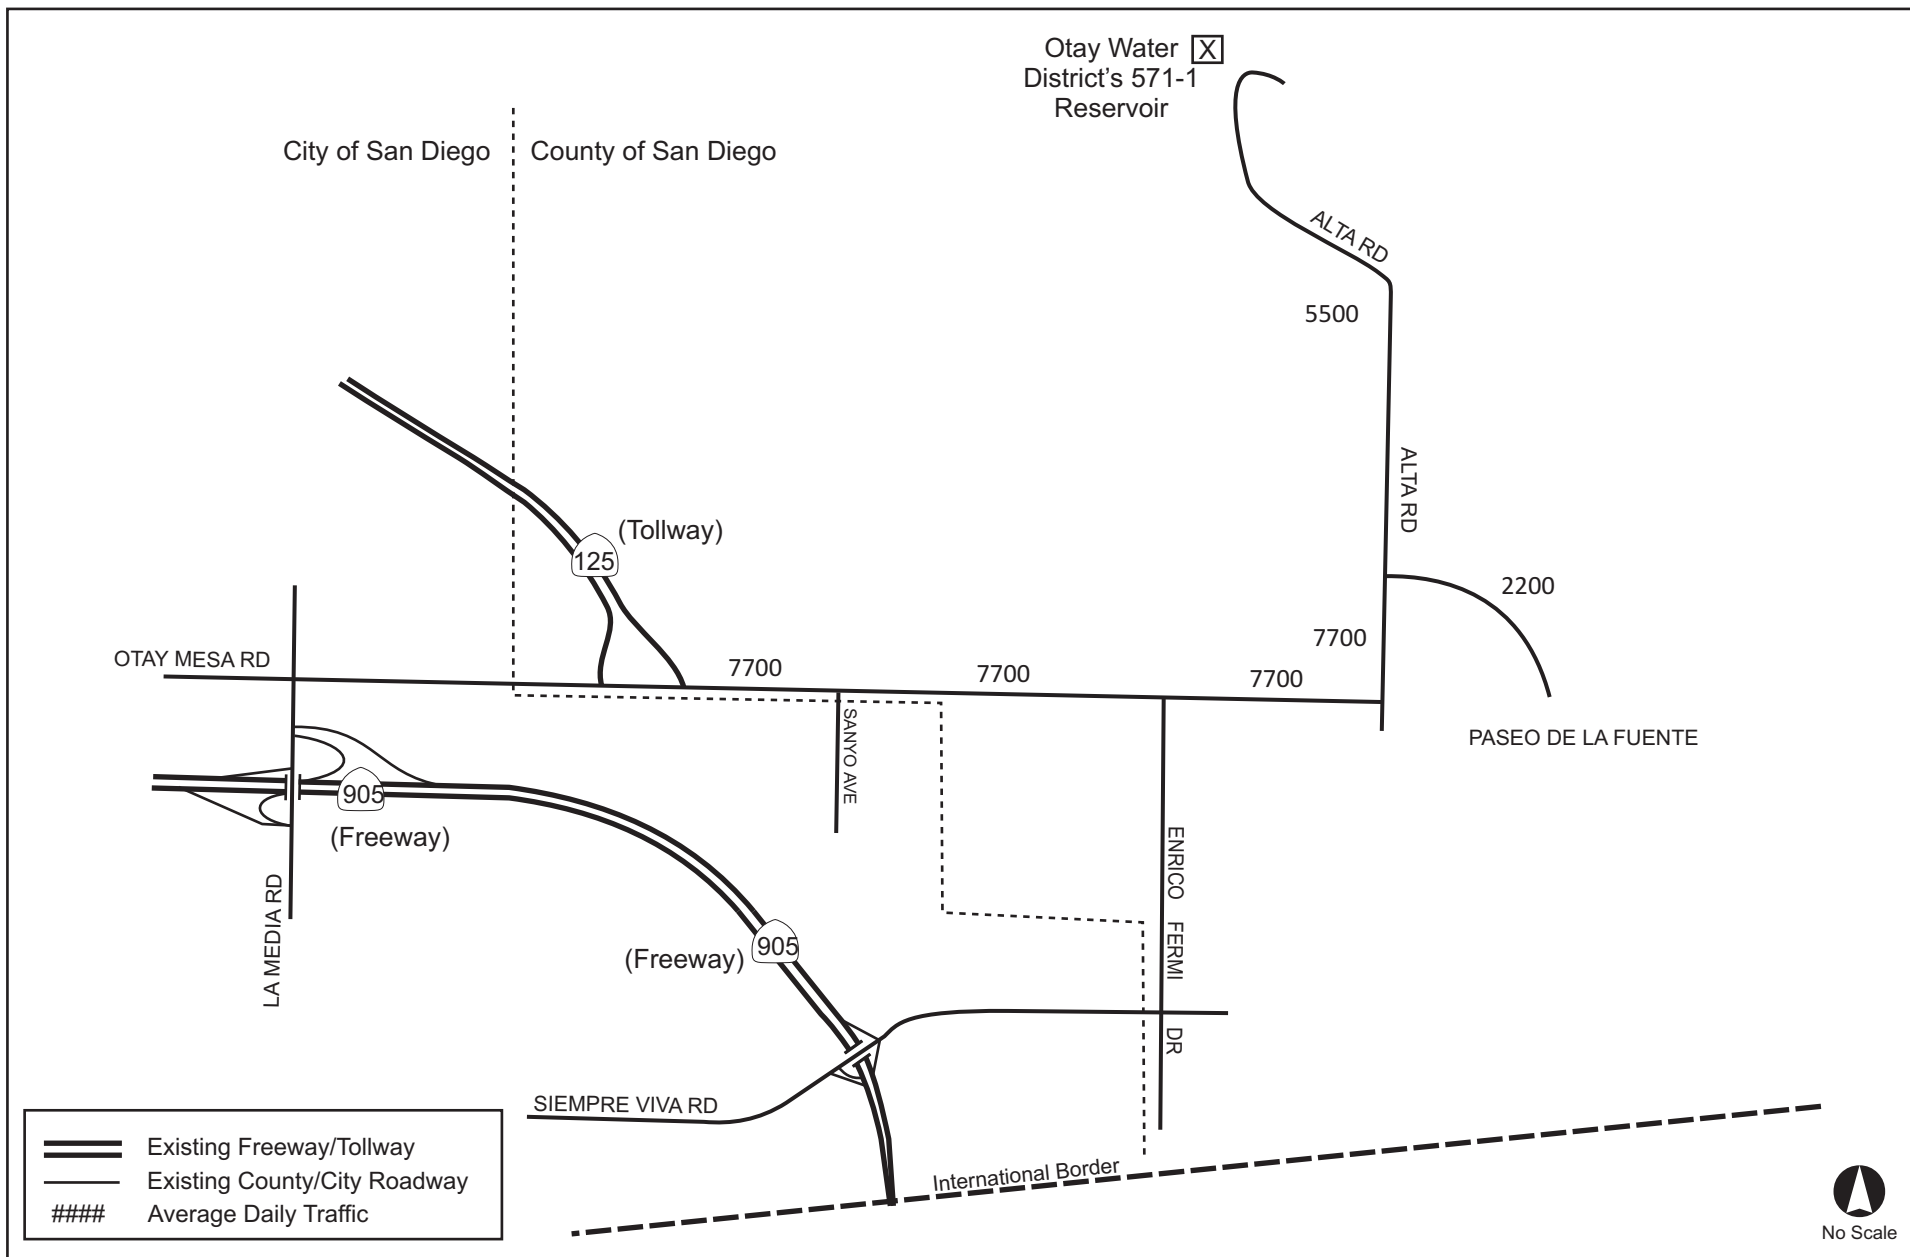 Otay Water X
District's 571-1
Reservoir
City of San Diego
County of San Diego
ALTA RD
5500
ALTA RD
(Tollway)
125
2200
7700
OTAY MESA RD
7700
7700
7700
SANYO AVE
PASEO DE LA FUENTE
905
(Freeway)
ENRICO FERMI DR
LA MEDIA RD
905
(Freeway)
SIEMPRE VIVA RD
International Border
Existing Freeway/Tollway
Existing County/City Roadway
#### Average Daily Traffic
No Scale